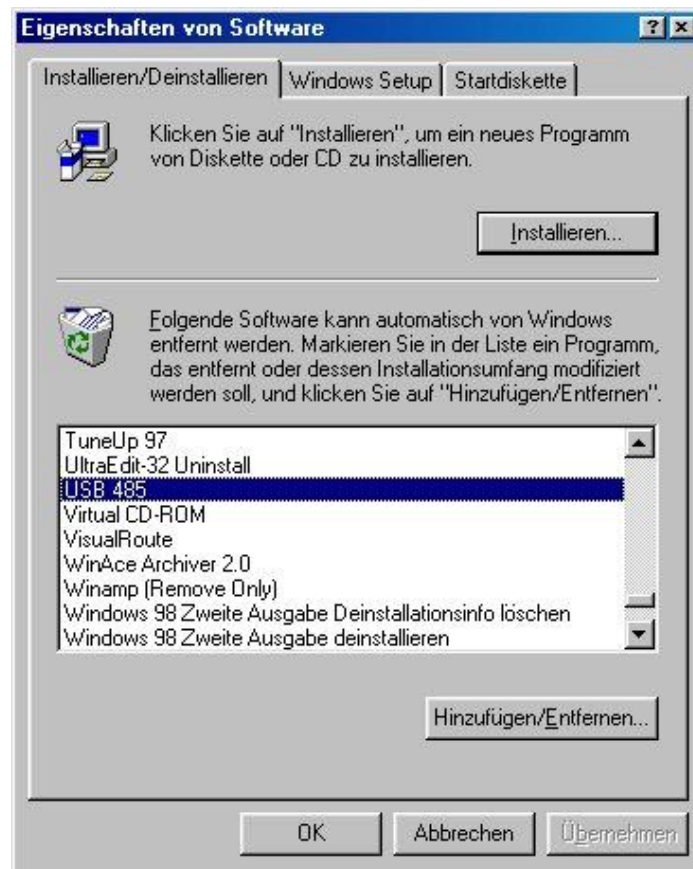 Eigenschaften von Software
Installieren/Deinstallieren
Windows Setup
Startdiskette
Klicken Sie auf "Installieren", um ein neues Programm
von Diskette oder CD zu installieren.
Installieren...
Folgende Software kann automatisch von Windows
entfernt werden. Markieren Sie in der Liste ein Programm,
das entfernt oder dessen Installationsumfang modifiziert
werden soll, und klicken Sie auf "Hinzufügen/Entfernen".
TuneUp 97
UltraEdit-32 Uninstall
USB 485
Virtual CD-ROM
VisualRoute
WinAce Archiver 2.0
Winamp (Remove Only)
Windows 98 Zweite Ausgabe Deinstallationsinfo löschen
Windows 98 Zweite Ausgabe deinstallieren
Hinzufügen/Entfernen...
OK
Abbrechen
Übernehmen